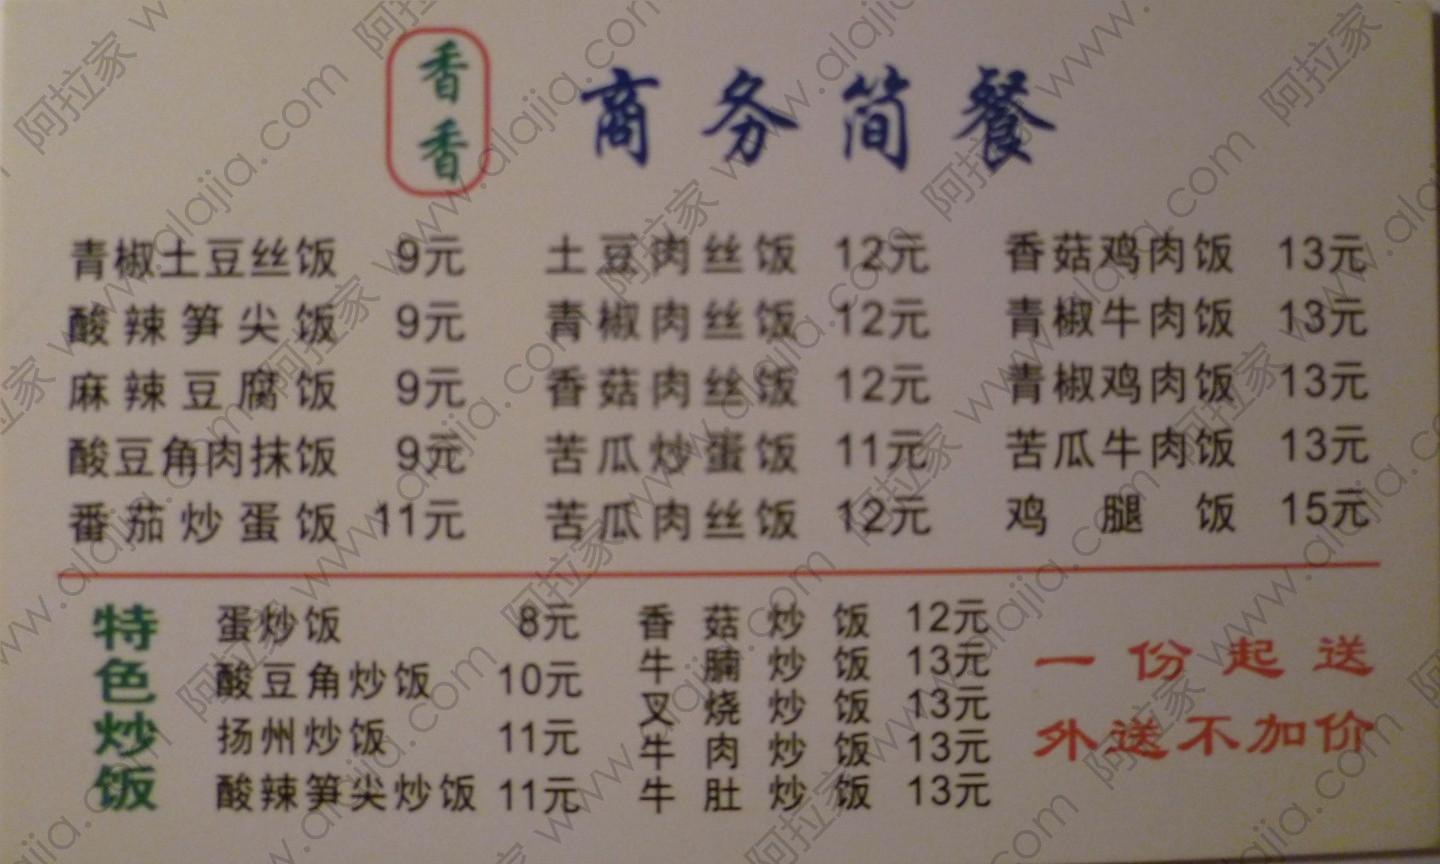 香香 商务简餐
青椒土豆丝饭 9元 土豆肉丝饭 12元 香菇鸡肉饭 13元
酸辣笋尖饭 9元 青椒肉丝饭 12元 青椒牛肉饭 13元
麻辣豆腐饭 9元 香菇肉丝饭 12元 青椒鸡肉饭 13元
酸豆角肉抹饭 9元 苦瓜炒蛋饭 11元 苦瓜牛肉饭 13元
番茄炒蛋饭 11元 苦瓜肉丝饭 12元 鸡腿饭 15元
特色炒饭
蛋炒饭 8元
酸豆角炒饭 10元
扬州炒饭 11元
酸辣笋尖炒饭 11元
香菇炒饭 12元
牛腩炒饭 13元
叉烧炒饭 13元
牛肉炒饭 13元
牛肚炒饭 13元
一份起送
外送不加价
阿拉家 www.alajia.com